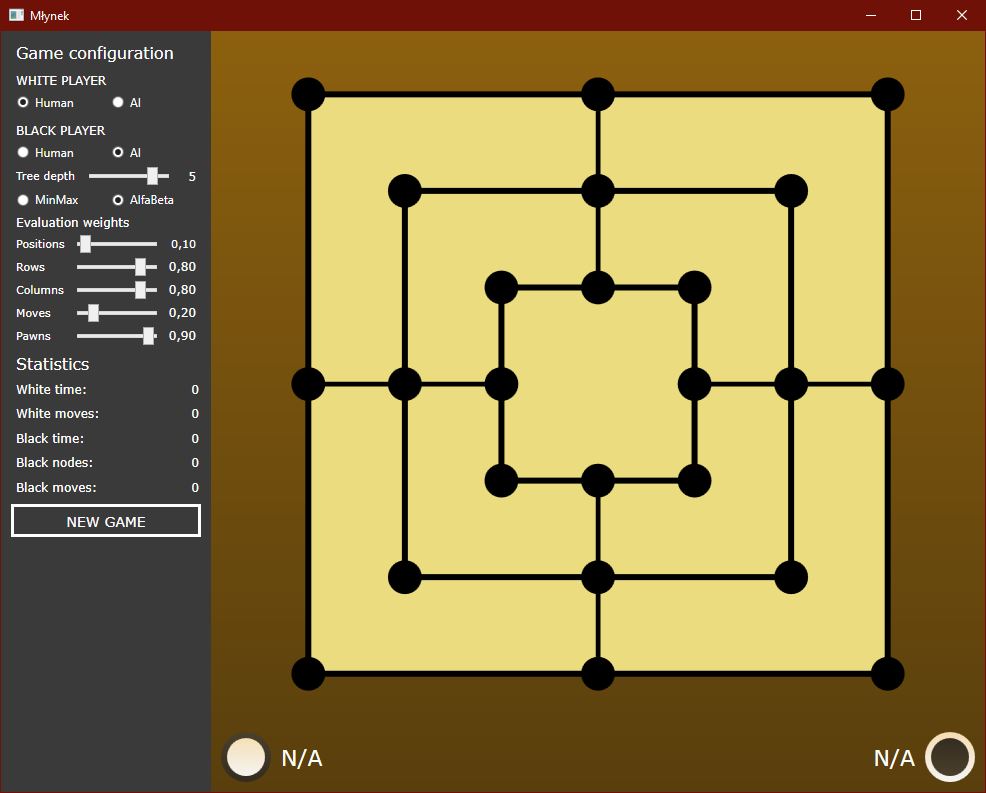 Młynek
Game configuration
WHITE PLAYER
Human AI
BLACK PLAYER
Human AI
Tree depth 5
MinMax AlfaBeta
Evaluation weights
Positions 0,10
Rows 0,80
Columns 0,80
Moves 0,20
Pawns 0,90
Statistics
White time: 0
White moves: 0
Black time: 0
Black nodes: 0
Black moves: 0
NEW GAME
N/A N/A